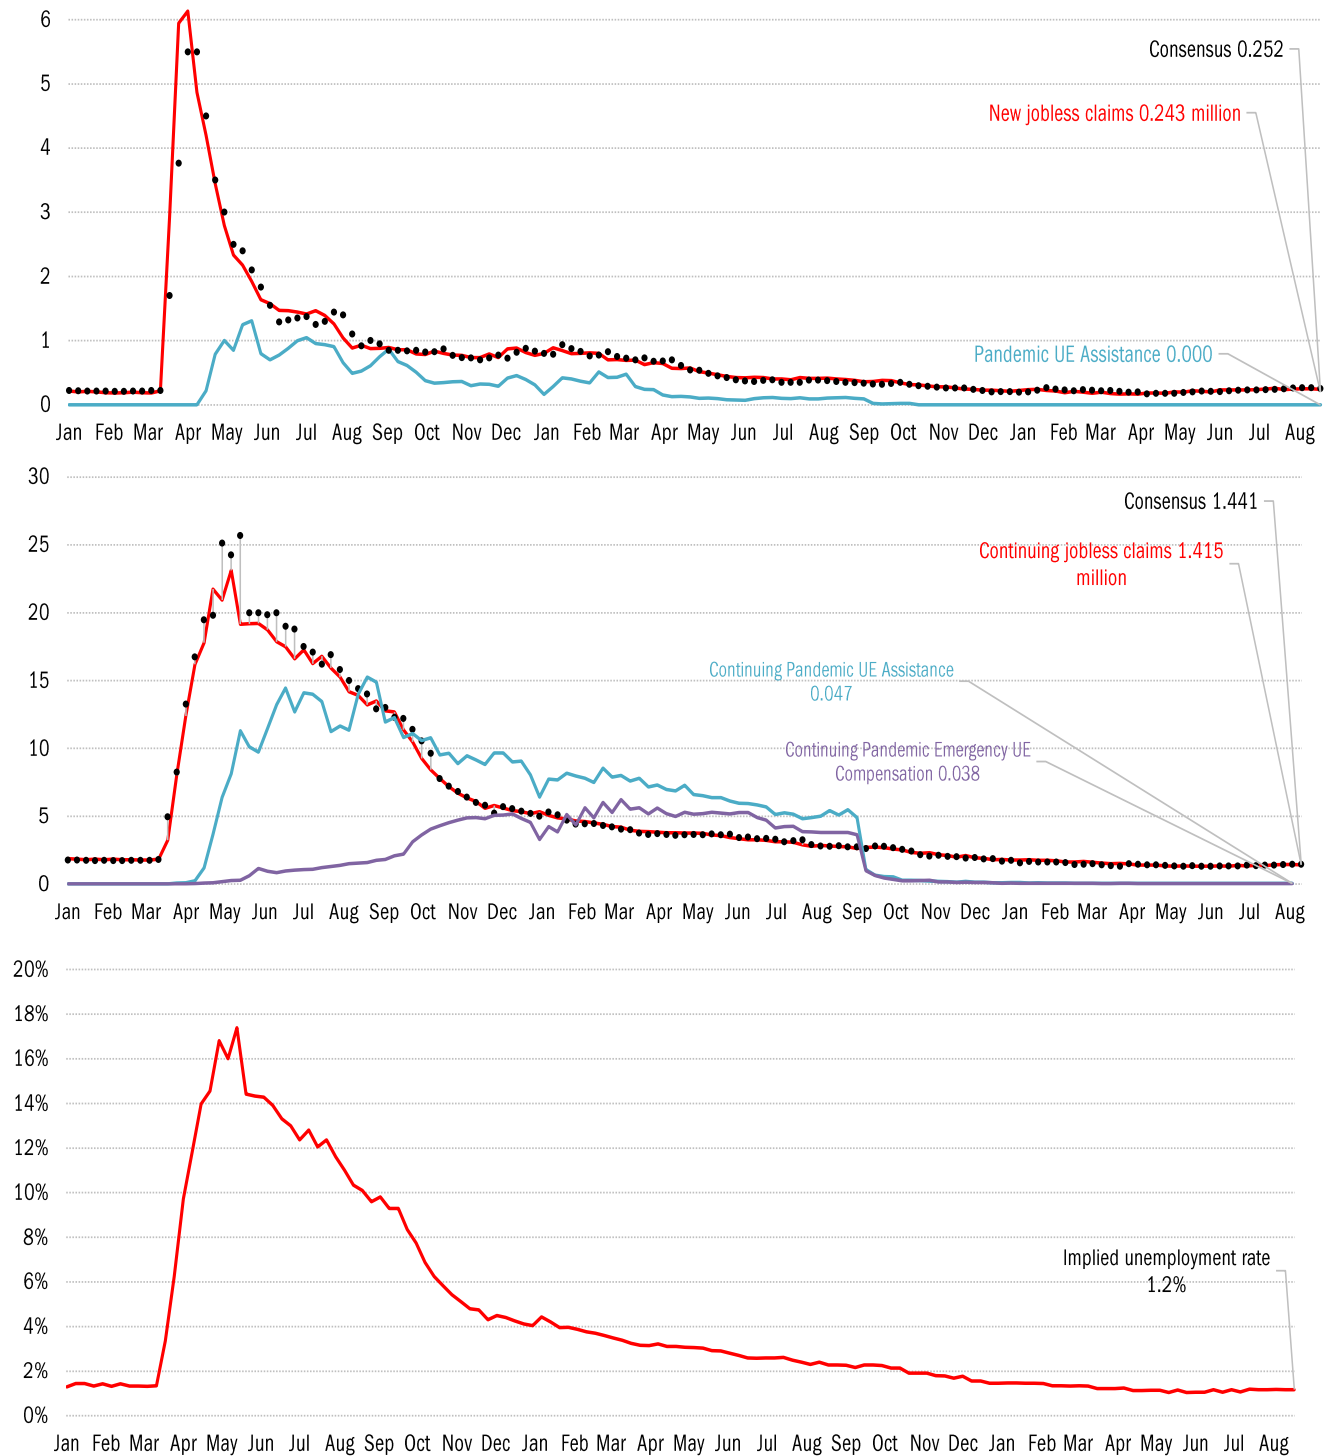 6
Consensus 0.252
5
New jobless claims 0.243 million
4
3
2
1
Pandemic UE Assistance 0.000
0
Jan Feb Mar Apr May Jun Jul Aug Sep Oct Nov Dec Jan Feb Mar Apr May Jun Jul Aug Sep Oct Nov Dec Jan Feb Mar Apr May Jun Jul Aug
30
Consensus 1.441
25
Continuing jobless claims 1.415
million
20
15
Continuing Pandemic UE Assistance
0.047
10
Continuing Pandemic Emergency UE
Compensation 0.038
5
0
Jan Feb Mar Apr May Jun Jul Aug Sep Oct Nov Dec Jan Feb Mar Apr May Jun Jul Aug Sep Oct Nov Dec Jan Feb Mar Apr May Jun Jul Aug
20%
18%
16%
14%
12%
10%
8%
Implied unemployment rate
1.2%
6%
4%
2%
0%
Jan Feb Mar Apr May Jun Jul Aug Sep Oct Nov Dec Jan Feb Mar Apr May Jun Jul Aug Sep Oct Nov Dec Jan Feb Mar Apr May Jun Jul Aug